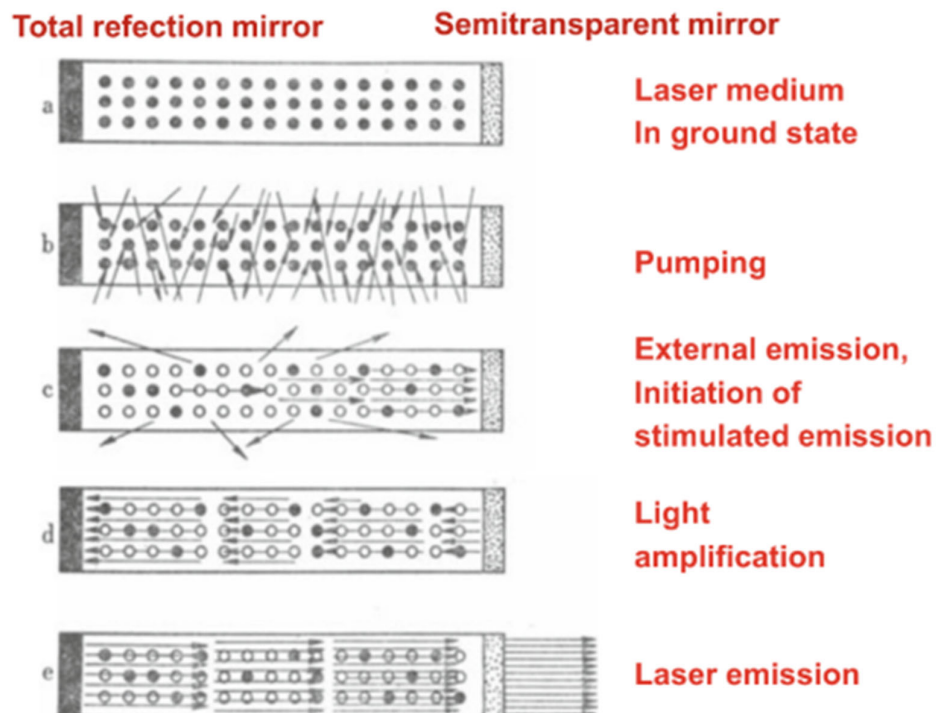 Total refection mirror
Semitransparent mirror
a
Laser medium
In ground state
b
Pumping
c
External emission,
Initiation of
stimulated emission
d
Light
amplification
e
Laser emission